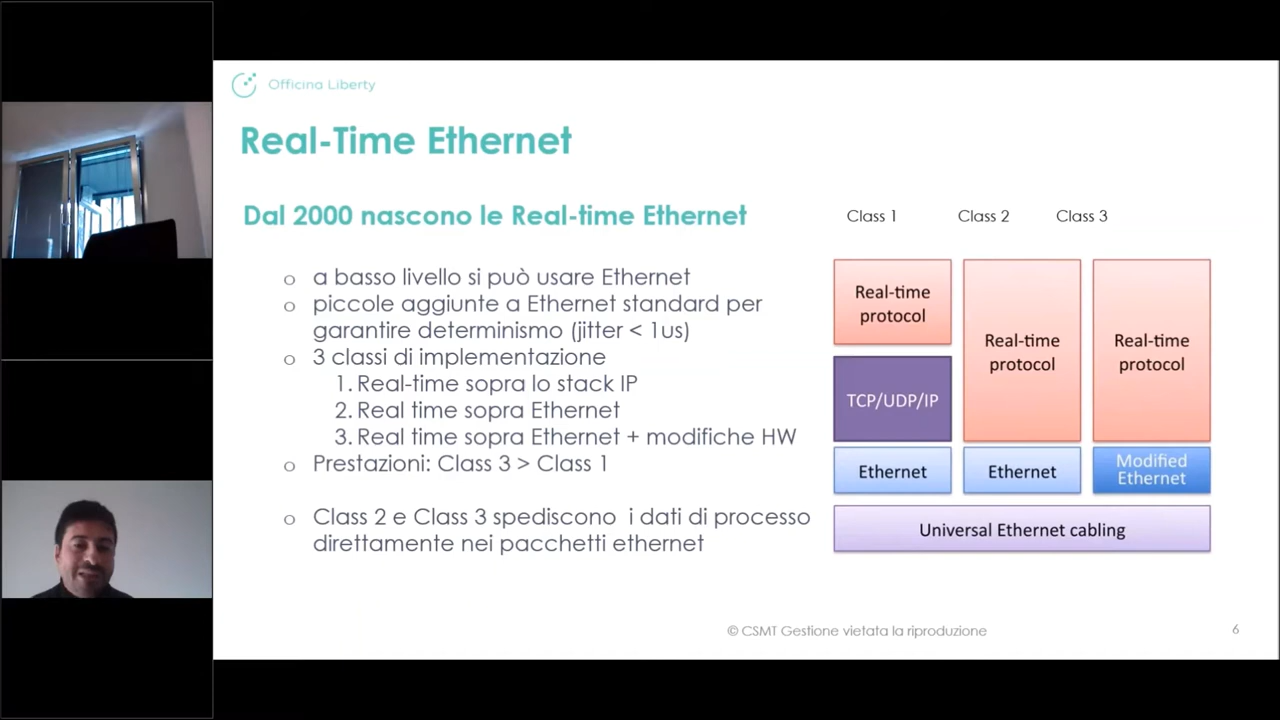 Officina Liberty
Real-Time Ethernet
Dal 2000 nascono le Real-time Ethernet
o a basso livello si può usare Ethernet
o piccole aggiunte a Ethernet standard per
garantire determinismo (jitter < 1us)
o 3 classi di implementazione
1. Real-time sopra lo stack IP
2. Real time sopra Ethernet
3. Real time sopra Ethernet + modifiche HW
o Prestazioni: Class 3 > Class 1
o Class 2 e Class 3 spediscono i dati di processo
direttamente nei pacchetti ethernet
Class 1 Class 2 Class 3
Real-time
protocol
TCP/UDP/IP
Ethernet
Real-time
protocol
Ethernet
Real-time
protocol
Modified
Ethernet
Universal Ethernet cabling
© CSMT Gestione vietata la riproduzione
6